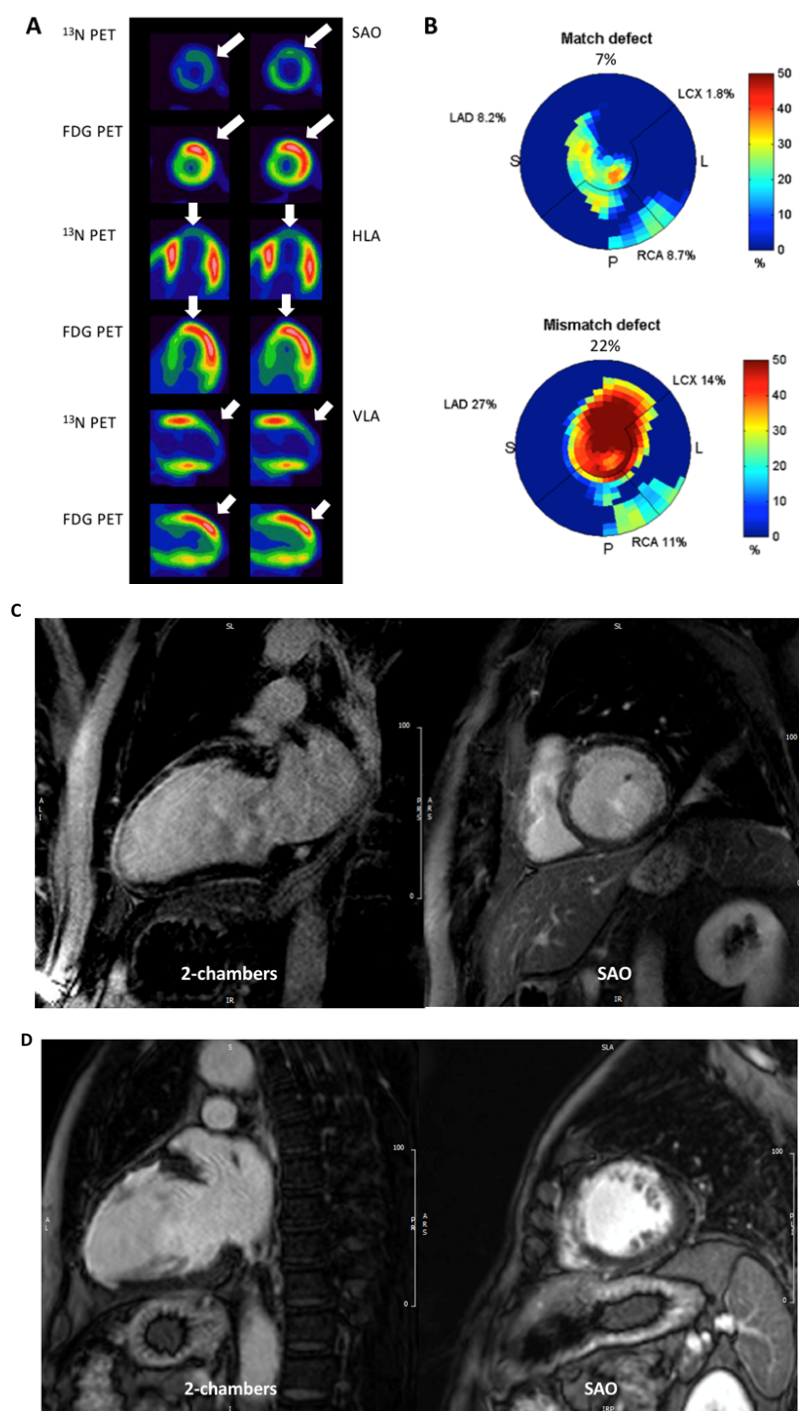 A
¹³N PET
SAO
FDG PET
¹³N PET
HLA
FDG PET
¹³N PET
VLA
FDG PET
B
Match defect
7%
LCX 1.8%
LAD 8.2%
S
L
P
RCA 8.7%
50
40
30
20
10
0
%
Mismatch defect
22%
LCX 14%
LAD 27%
S
L
P
RCA 11%
50
40
30
20
10
0
%
C
SL
100
0
A L I
P R S
2-chambers
IR
SL
100
0
A R S
SAO
IR
D
S
100
0
A L
P R
2-chambers
I
SLA
100
0
A R S
SAO
IRP